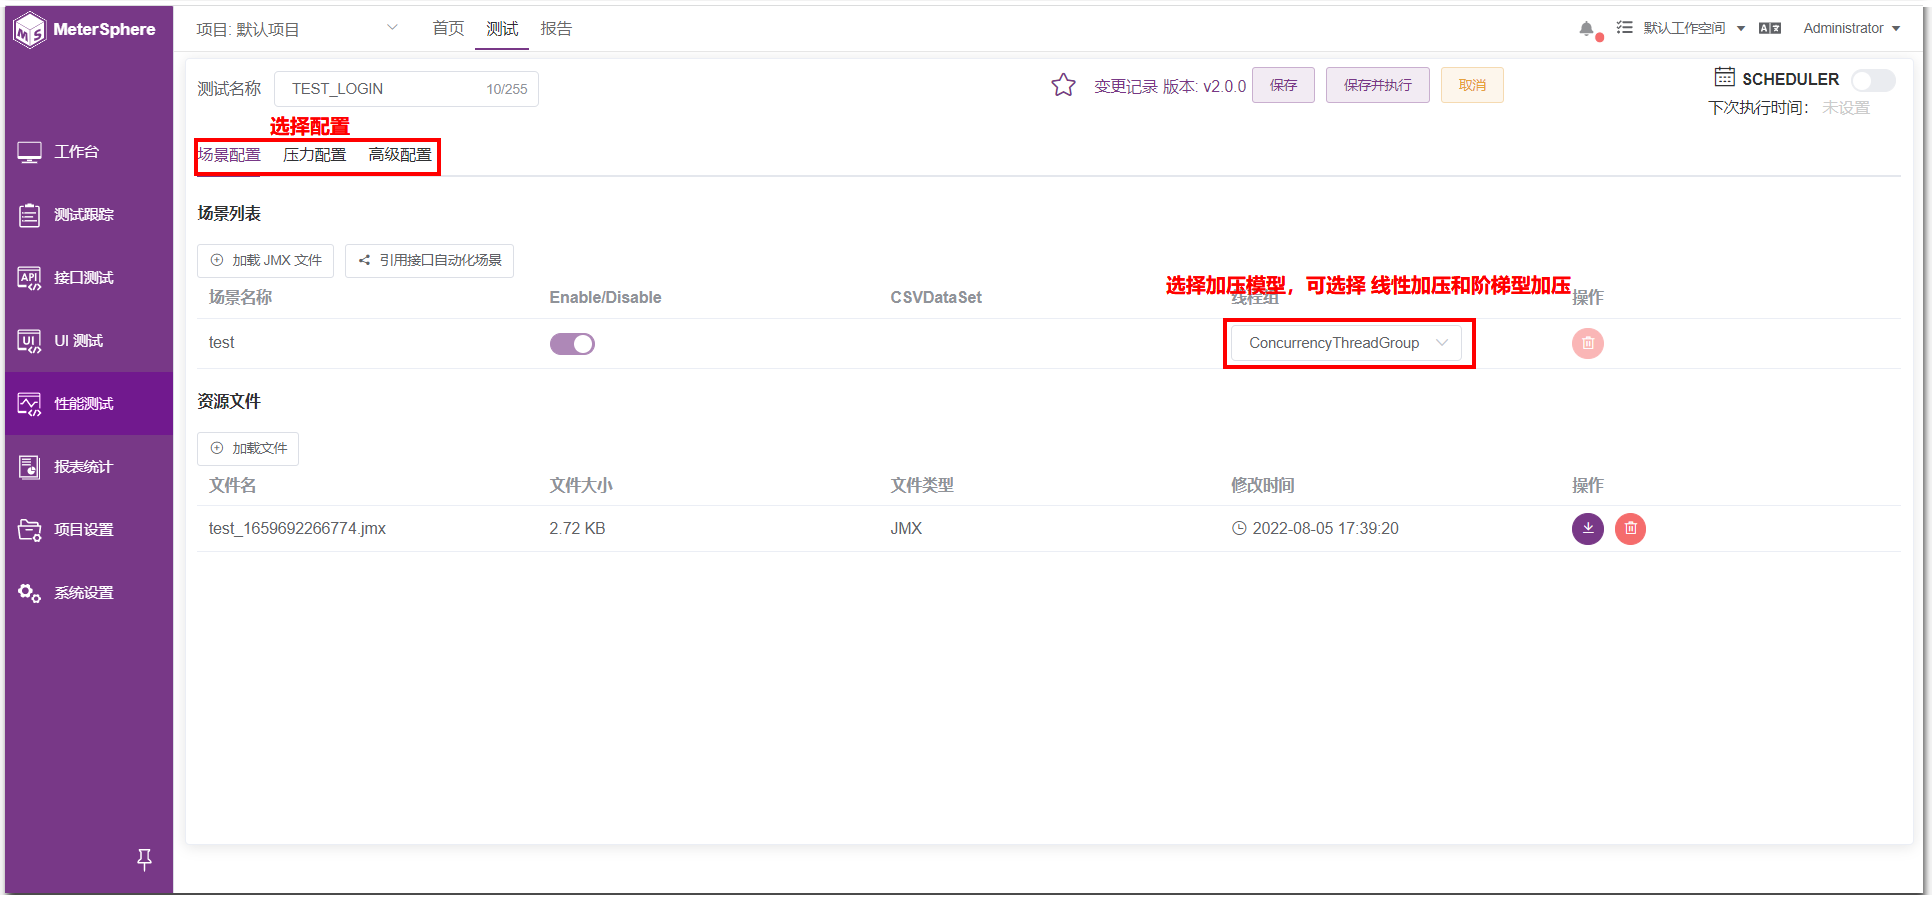 MeterSphere
项目: 默认项目
首页
测试
报告
默认工作空间
Administrator
测试名称
TEST_LOGIN
10/255
变更记录 版本: v2.0.0
保存
保存并执行
取消
SCHEDULER
下次执行时间：
未设置
选择配置
场景配置
压力配置
高级配置
工作台
测试跟踪
接口测试
UI 测试
性能测试
报表统计
项目设置
系统设置
场景列表
加载 JMX 文件
引用接口自动化场景
选择加压模型，可选择 线性加压和阶梯型加压
场景名称
Enable/Disable
CSVDataSet
线程组
操作
test
ConcurrencyThreadGroup
资源文件
加载文件
文件名
文件大小
文件类型
修改时间
操作
test_1659692266774.jmx
2.72 KB
JMX
2022-08-05 17:39:20